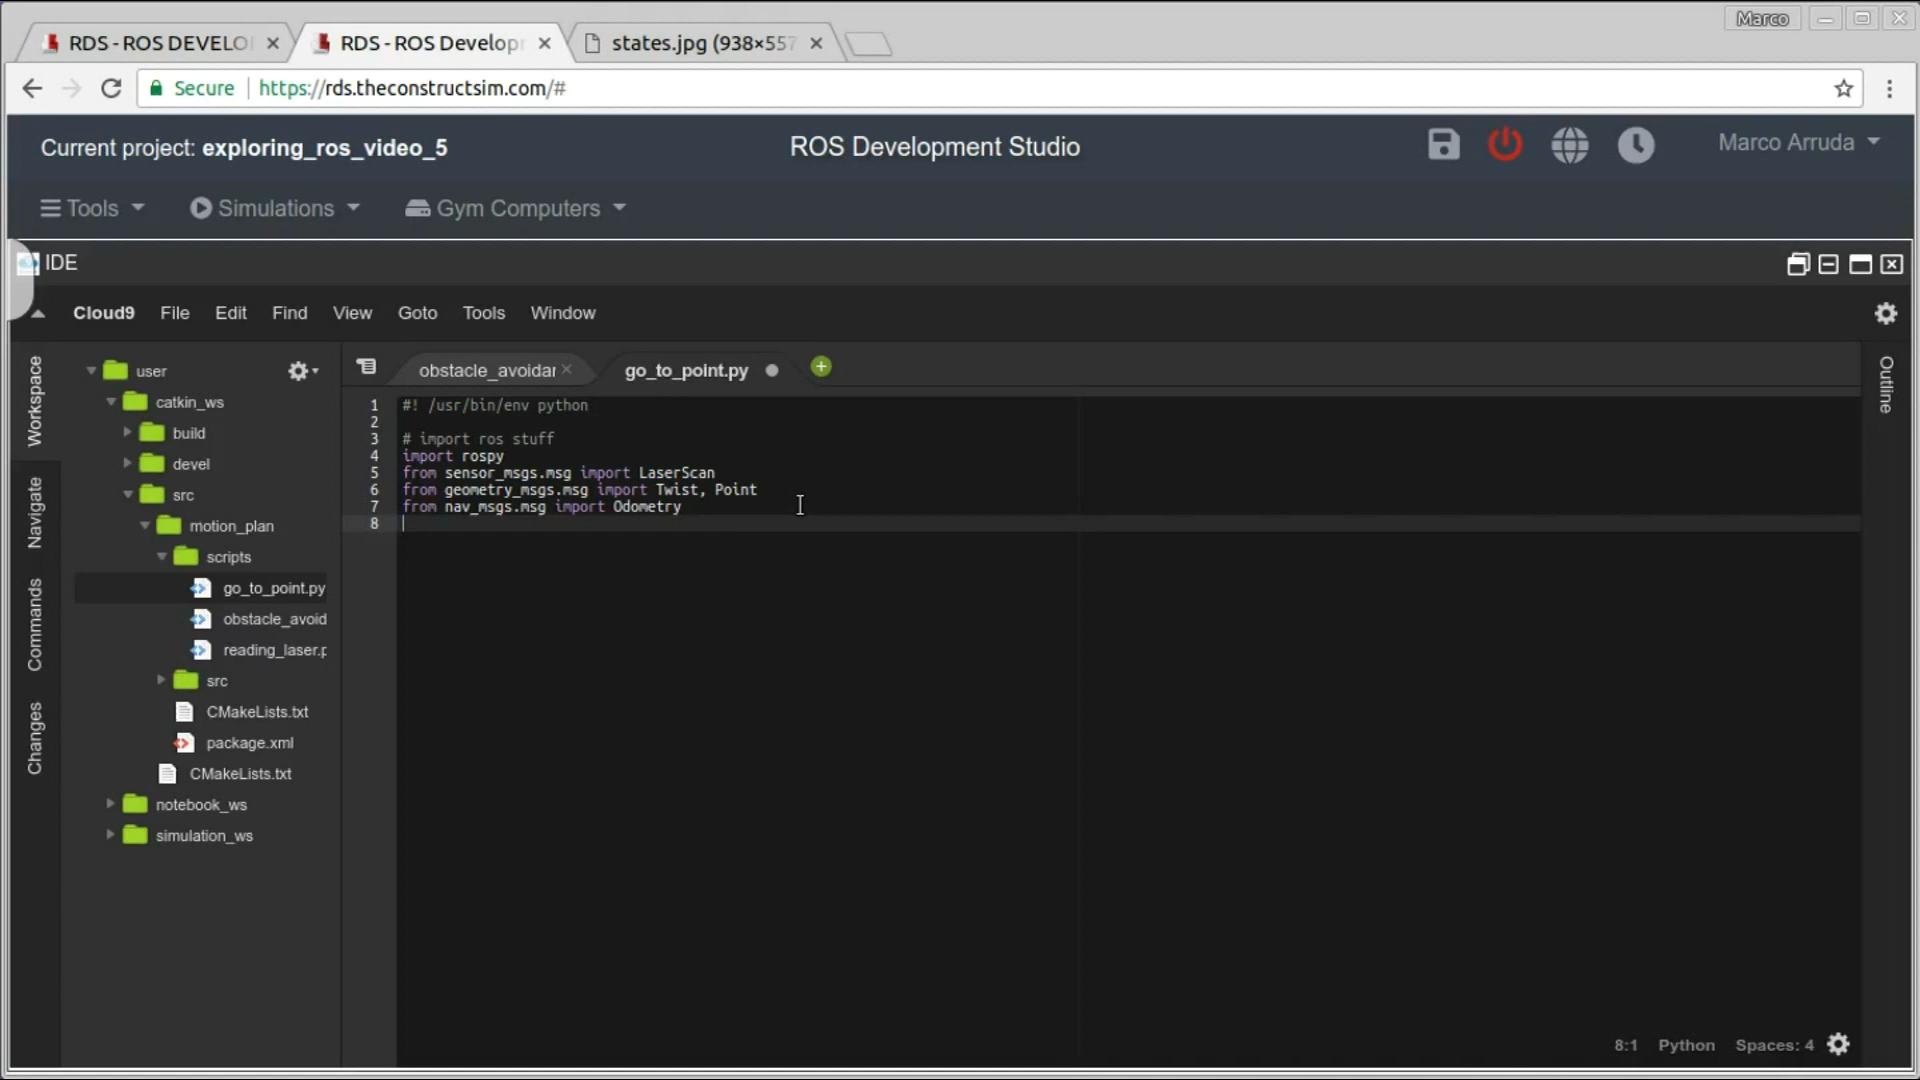 Marco
RDS - ROS DEVELO
RDS - ROS Develop
states.jpg (938×557
Secure https://rds.theconstructsim.com/#
Current project: exploring_ros_video_5
ROS Development Studio
Marco Arruda
Tools
Simulations
Gym Computers
IDE
Cloud9 File Edit Find View Goto Tools Window
Workspace
Navigate
Commands
Changes
user
catkin_ws
build
devel
src
motion_plan
scripts
go_to_point.py
obstacle_avoid
reading_laser.p
src
CMakeLists.txt
package.xml
CMakeLists.txt
notebook_ws
simulation_ws
obstacle_avoidar
go_to_point.py
1 #! /usr/bin/env python
2
3 # import ros stuff
4 import rospy
5 from sensor_msgs.msg import LaserScan
6 from geometry_msgs.msg import Twist, Point
7 from nav_msgs.msg import Odometry
8
Outline
8:1 Python Spaces: 4